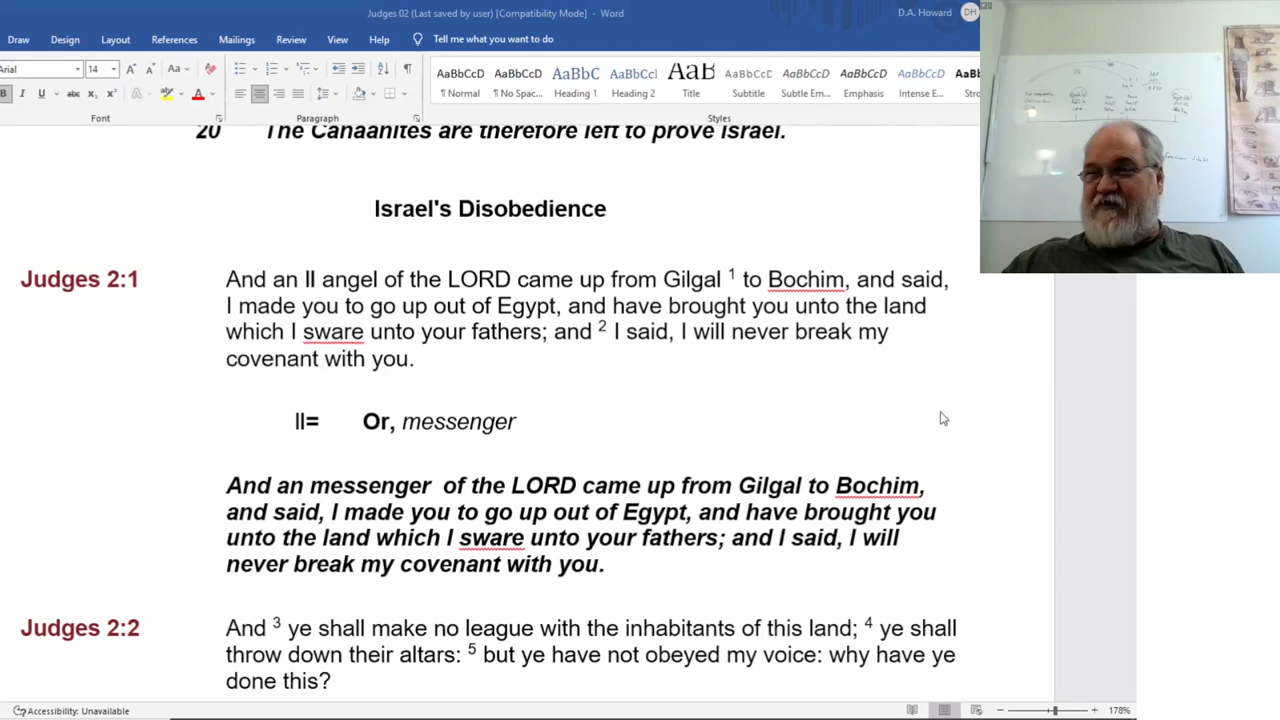 Judges 02 (Last saved by user) [Compatibility Mode] - Word
D.A. Howard
DH
Draw Design Layout References Mailings Review View Help Tell me what you want to do
Arial 14 Aa
AaBbCcD AaBbCcD AaBbC AaBbCc AaB AaBbCcD AaBbCcD AaBbCcD AaBbCcD AaBbCc
¶ Normal ¶ No Spac... Heading 1 Heading 2 Title Subtitle Subtle Em... Emphasis Intense E... Strong
B I U abc x₂ x² A A
Font Paragraph Styles
20 The Canaanites are therefore left to prove Israel.
Israel's Disobedience
Judges 2:1 And an ǁ angel of the LORD came up from Gilgal ¹ to Bochim, and said,
I made you to go up out of Egypt, and have brought you unto the land
which I sware unto your fathers; and ² I said, I will never break my
covenant with you.
ǁ= Or, messenger
And an messenger of the LORD came up from Gilgal to Bochim,
and said, I made you to go up out of Egypt, and have brought you
unto the land which I sware unto your fathers; and I said, I will
never break my covenant with you.
Judges 2:2 And ³ ye shall make no league with the inhabitants of this land; ⁴ ye shall
throw down their altars: ⁵ but ye have not obeyed my voice: why have ye
done this?
Accessibility: Unavailable
178%